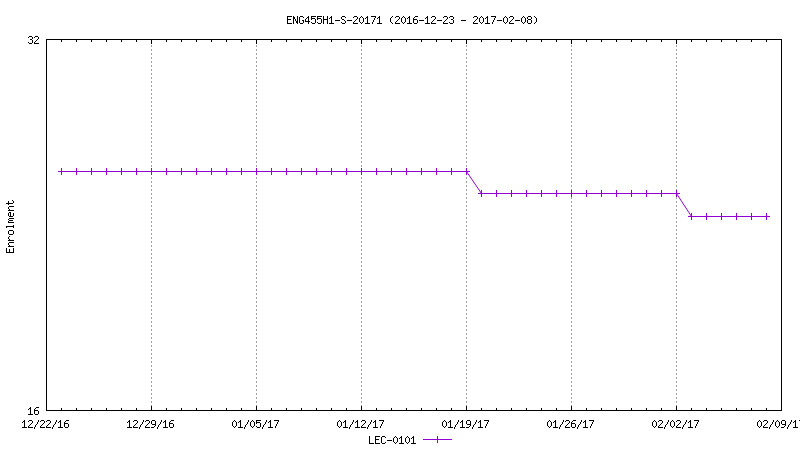 ENG455H1-S-20171 (2016-12-23 - 2017-02-08)
32
Enrolment
16
12/22/16 12/29/16 01/05/17 01/12/17 01/19/17 01/26/17 02/02/17 02/09/1
LEC-0101